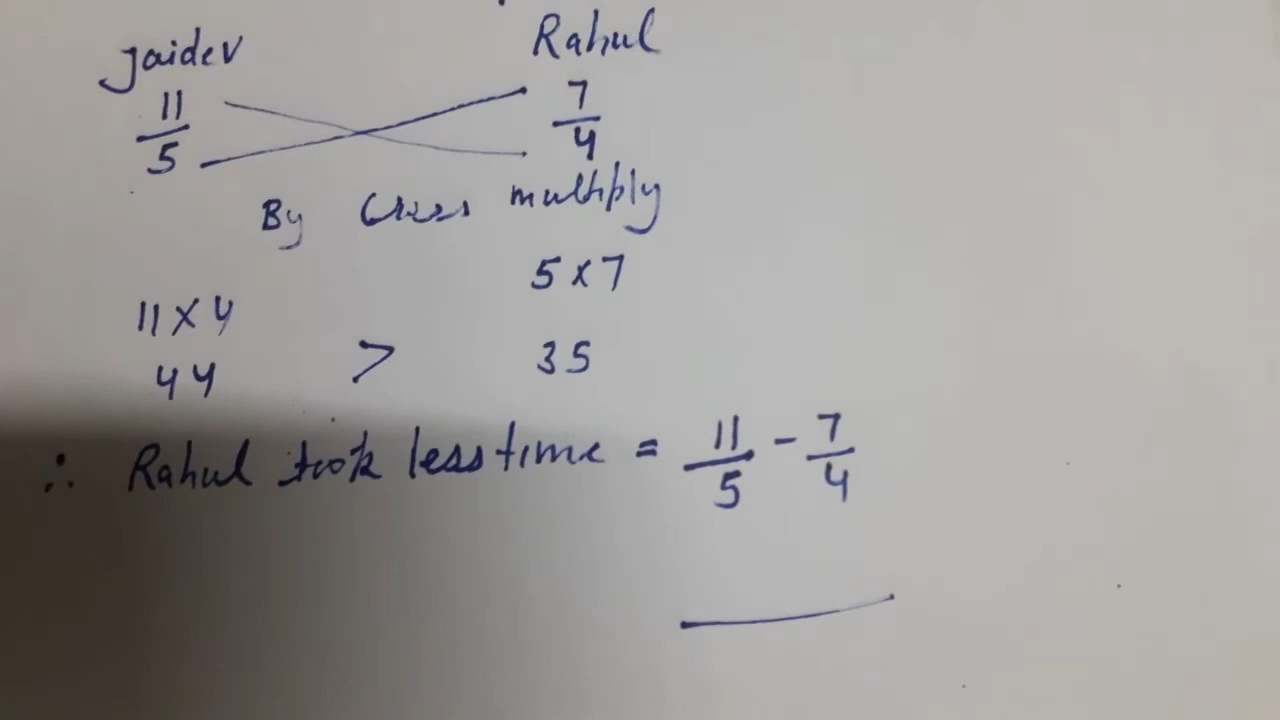 Jaidev Rahul
11/5 7/4
By Cross multiply
5 x 7
11 x 4
44 > 35
∴ Rahul took less time = 11/5 - 7/4